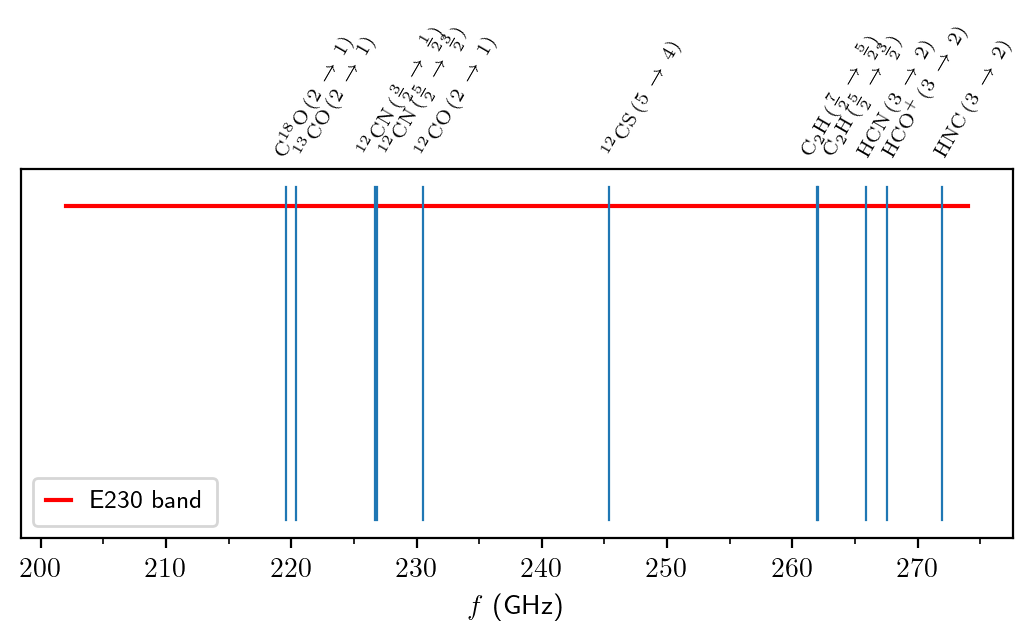 C¹⁸O (2 → 1)
¹³CO (2 → 1)
¹²CN (3/2 → 1/2)
¹²CN (5/2 → 3/2)
¹²CO (2 → 1)
¹²CS (5 → 4)
C₂H (7/2 → 5/2)
C₂H (5/2 → 3/2)
HCN (3 → 2)
HCO⁺ (3 → 2)
HNC (3 → 2)
E230 band
200 210 220 230 240 250 260 270
f (GHz)